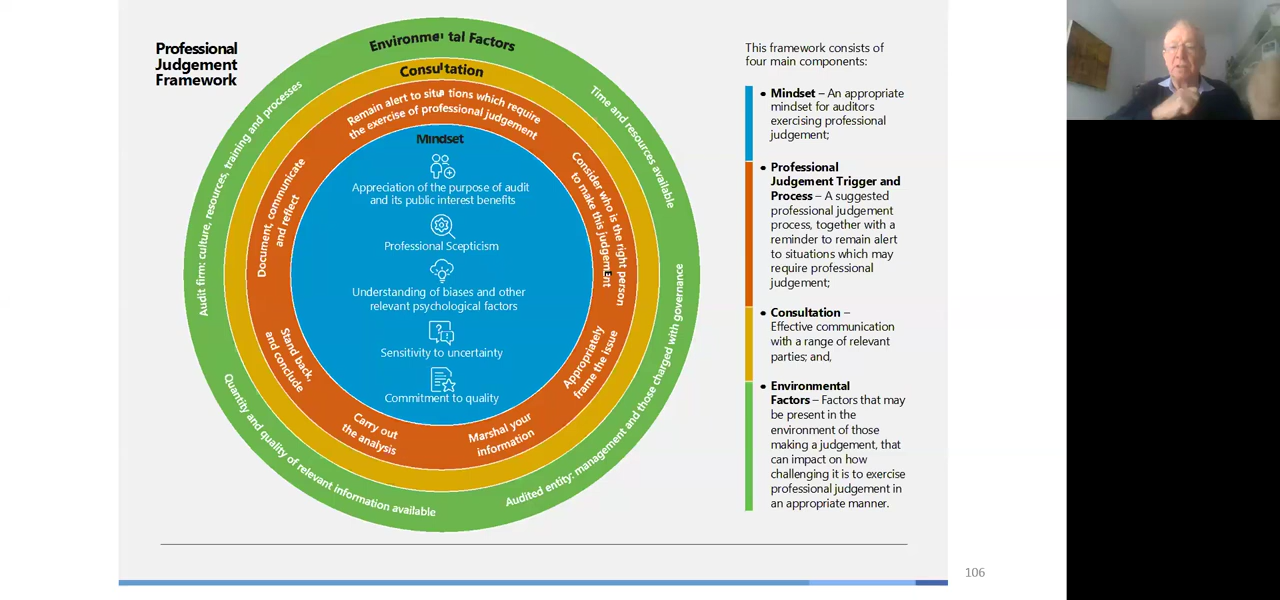 Professional
Judgement
Framework
Environmental Factors
Consultation
Remain alert to situations which require
the exercise of professional judgement
Mindset
Appreciation of the purpose of audit
and its public interest benefits
Professional Scepticism
Understanding of biases and other
relevant psychological factors
Sensitivity to uncertainty
Commitment to quality
Consider who is the right person
to make this judgement
Appropriately
frame the issue
Marshal your
information
Carry out
the analysis
Stand back,
and conclude
Document, communicate
and reflect
Time and resources available
Audited entity: management and those charged with governance
Quantity and quality of relevant information available
Audit firm: culture, resources, training and processes
This framework consists of
four main components:
• Mindset – An appropriate
mindset for auditors
exercising professional
judgement;
• Professional
Judgement Trigger and
Process – A suggested
professional judgement
process, together with a
reminder to remain alert
to situations which may
require professional
judgement;
• Consultation –
Effective communication
with a range of relevant
parties; and,
• Environmental
Factors – Factors that may
be present in the
environment of those
making a judgement, that
can impact on how
challenging it is to exercise
professional judgement in
an appropriate manner.
106